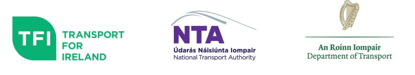 TFI
TRANSPORT
FOR
IRELAND
NTA
Údarás Náisiúnta Iompair
National Transport Authority
An Roinn Iompair
Department of Transport